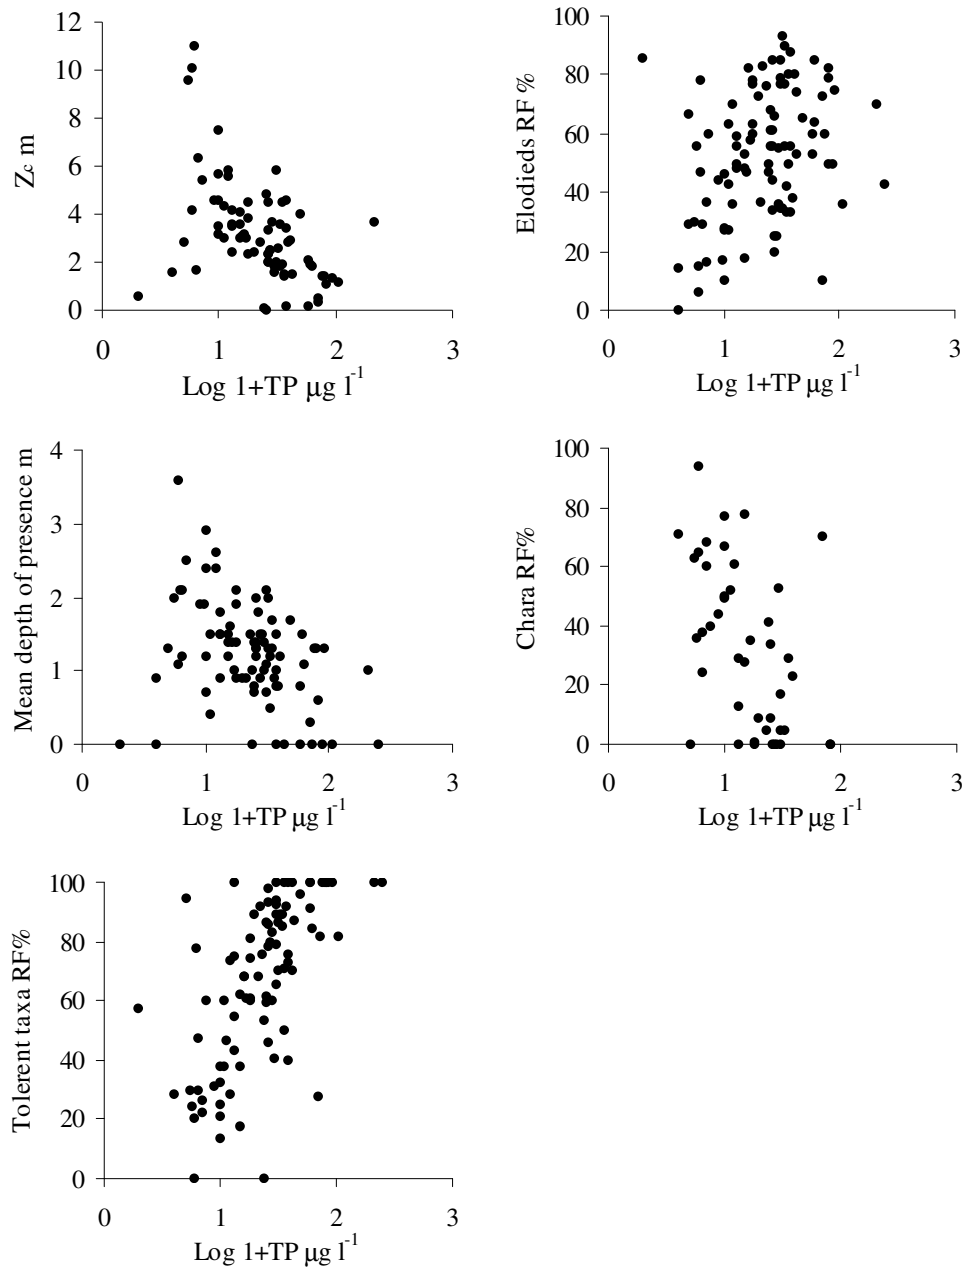 Zc m
12
10
8
6
4
2
0
0 1 2 3
Log 1+TP µg l-1
Elodieds RF %
100
80
60
40
20
0
0 1 2 3
Log 1+TP µg l-1
Mean depth of presence m
4
3
2
1
0
0 1 2 3
Log 1+TP µg l-1
Chara RF%
100
80
60
40
20
0
0 1 2 3
Log 1+TP µg l-1
Tolerent taxa RF%
100
80
60
40
20
0
0 1 2 3
Log 1+TP µg l-1